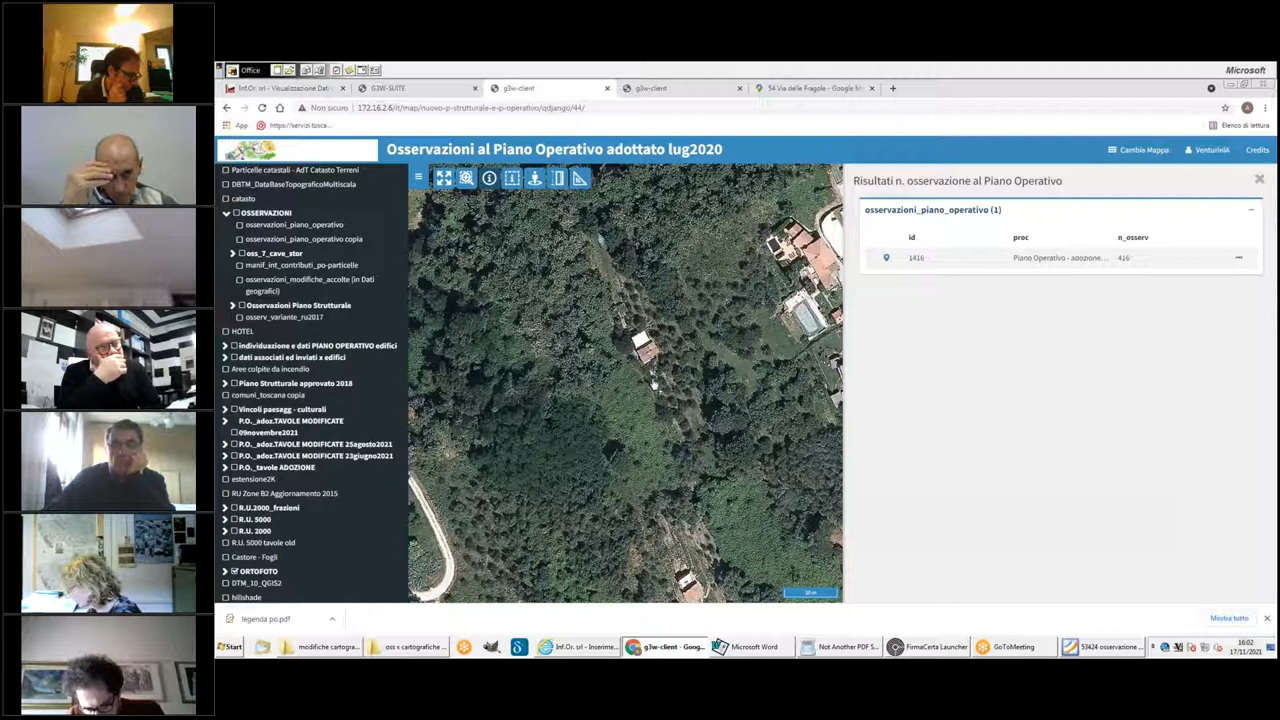 Office
Microsoft
Inf.Or. srl - Visualizzazione Dati
G3W-SUITE
g3w-client
g3w-client
54 Via delle Fragole - Google M
Non sicuro
172.16.2.6/it/map/nuovo-p-strutturale-e-p-operativo/qdjango/44/
App
https://servizi.tosca...
Elenco di lettura
Osservazioni al Piano Operativo adottato lug2020
Cambia Mappa
VenturiniA
Credits
Particelle catastali - AdT Catasto Terreni
DBTM_DataBaseTopograficoMultiscala
catasto
OSSERVAZIONI
osservazioni_piano_operativo
osservazioni_piano_operativo copia
oss_7_cave_stor
manif_int_contributi_po-particelle
osservazioni_modifiche_accolte (in Dati
geografici)
Osservazioni Piano Strutturale
osserv_variante_ru2017
HOTEL
individuazione e dati PIANO OPERATIVO edifici
dati associati ed inviati x edifici
Aree colpite da incendio
Piano Strutturale approvato 2018
comuni_toscana copia
Vincoli paesagg - culturali
P.O._adoz.TAVOLE MODIFICATE
09novembre2021
P.O._adoz.TAVOLE MODIFICATE 25agosto2021
P.O._adoz.TAVOLE MODIFICATE 23giugno2021
P.O._tavole ADOZIONE
estensione2K
RU Zone B2 Aggiornamento 2015
R.U.2000_frazioni
R.U. 5000
R.U. 2000
R.U. 5000 tavole old
Castore - Fogli
ORTOFOTO
DTM_10_QGIS2
hillshade
Risultati n. osservazione al Piano Operativo
osservazioni_piano_operativo (1)
id
proc
n_osserv
1416
Piano Operativo - adozione...
416
legenda po.pdf
Mostra tutto
Start
modifiche cartogra...
oss x cartografiche ...
Inf.Or. srl - Inserime...
g3w-client - Goog...
Microsoft Word
Not Another PDF S...
FirmaCerta Launcher
GoToMeeting
53424 osservazione ...
16:02
17/11/2021